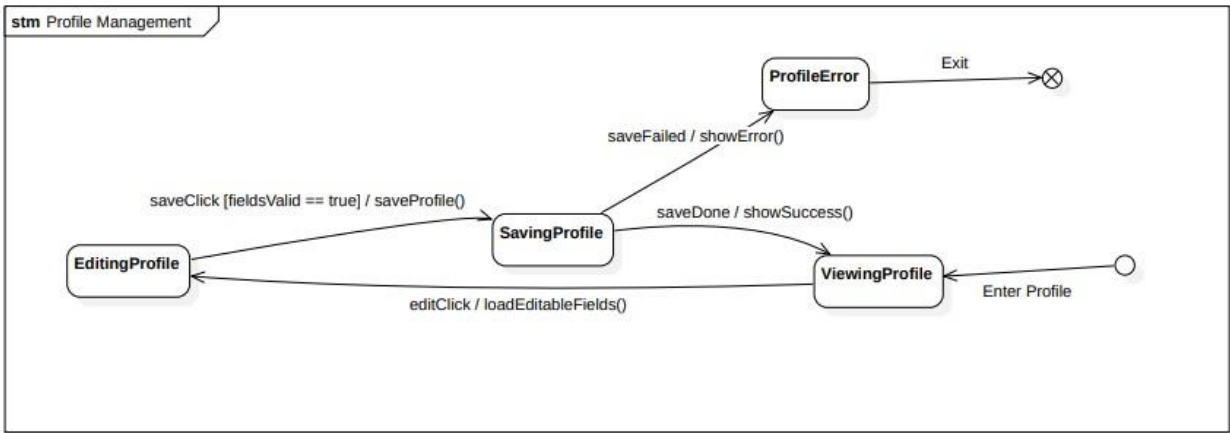 stm Profile Management
ProfileError
Exit
saveFailed / showError()
saveClick [fieldsValid == true] / saveProfile()
SavingProfile
saveDone / showSuccess()
EditingProfile
ViewingProfile
Enter Profile
editClick / loadEditableFields()